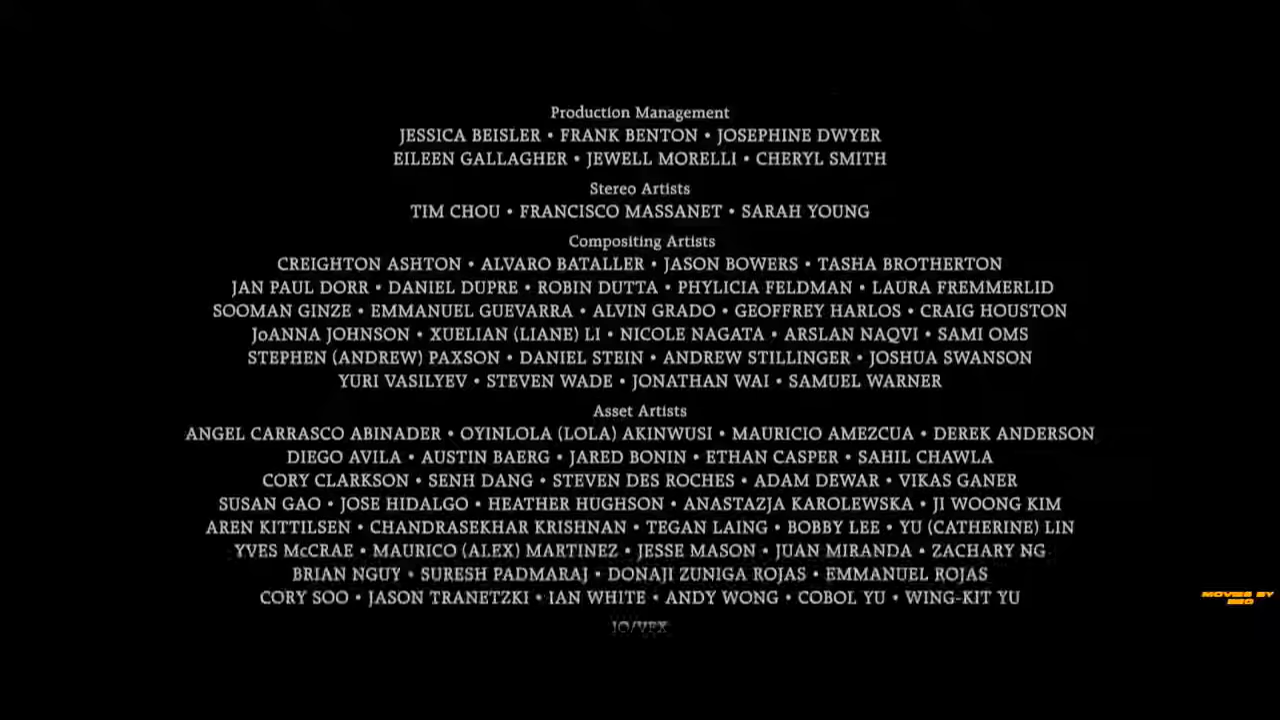 Production Management
JESSICA BEISLER • FRANK BENTON • JOSEPHINE DWYER
EILEEN GALLAGHER • JEWELL MORELLI • CHERYL SMITH
Stereo Artists
TIM CHOU • FRANCISCO MASSANET • SARAH YOUNG
Compositing Artists
CREIGHTON ASHTON • ALVARO BATALLER • JASON BOWERS • TASHA BROTHERTON
JAN PAUL DORR • DANIEL DUPRE • ROBIN DUTTA • PHYLICIA FELDMAN • LAURA FREMMERLID
SOOMAN GINZE • EMMANUEL GUEVARRA • ALVIN GRADO • GEOFFREY HARLOS • CRAIG HOUSTON
JoANNA JOHNSON • XUELIAN (LIANE) LI • NICOLE NAGATA • ARSLAN NAQVI • SAMI OMS
STEPHEN (ANDREW) PAXSON • DANIEL STEIN • ANDREW STILLINGER • JOSHUA SWANSON
YURI VASILYEV • STEVEN WADE • JONATHAN WAI • SAMUEL WARNER
Asset Artists
ANGEL CARRASCO ABINADER • OYINLOLA (LOLA) AKINWUSI • MAURICIO AMEZCUA • DEREK ANDERSON
DIEGO AVILA • AUSTIN BAERG • JARED BONIN • ETHAN CASPER • SAHIL CHAWLA
CORY CLARKSON • SENH DANG • STEVEN DES ROCHES • ADAM DEWAR • VIKAS GANER
SUSAN GAO • JOSE HIDALGO • HEATHER HUGHSON • ANASTAZJA KAROLEWSKA • JI WOONG KIM
AREN KITTILSEN • CHANDRASEKHAR KRISHNAN • TEGAN LAING • BOBBY LEE • YU (CATHERINE) LIN
YVES McCRAE • MAURICO (ALEX) MARTINEZ • JESSE MASON • JUAN MIRANDA • ZACHARY NG
BRIAN NGUY • SURESH PADMARAJ • DONAJI ZUNIGA ROJAS • EMMANUEL ROJAS
CORY SOO • JASON TRANETZKI • IAN WHITE • ANDY WONG • COBOL YU • WING-KIT YU
MOVIES BY